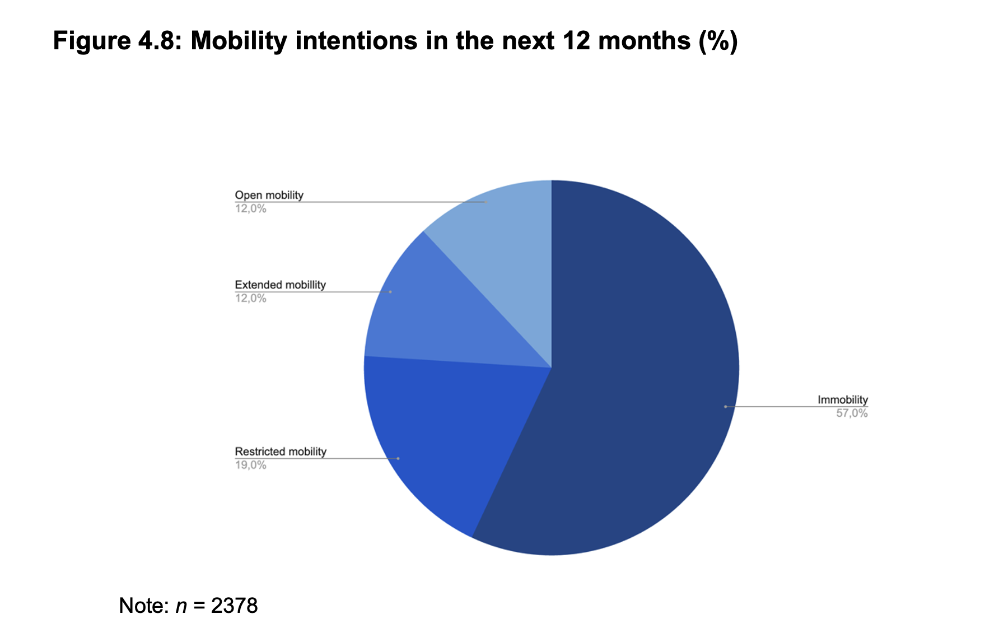 Figure 4.8: Mobility intentions in the next 12 months (%)
Open mobility
12,0%
Extended mobillity
12,0%
Immobility
57,0%
Restricted mobility
19,0%
Note: n = 2378